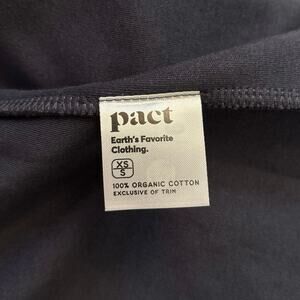 pact
Earth's Favorite
Clothing.
XS
S
100% ORGANIC COTTON
EXCLUSIVE OF TRIM